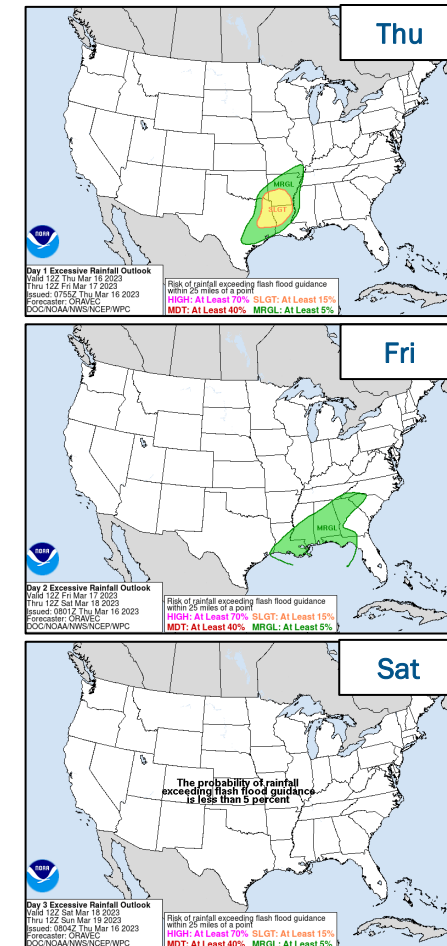 Thu
MRGL
SLGT
NOAA
Day 1 Excessive Rainfall Outlook
Valid 12Z Thu Mar 16 2023
Thru 12Z Fri Mar 17 2023
Issued: 0755Z Thu Mar 16 2023
Forecaster: ORAVEC
DOC/NOAA/NWS/NCEP/WPC
Risk of rainfall exceeding flash flood guidance
within 25 miles of a point
HIGH: At Least 70% SLGT: At Least 15%
MDT: At Least 40% MRGL: At Least 5%
Fri
MRGL
NOAA
Day 2 Excessive Rainfall Outlook
Valid 12Z Fri Mar 17 2023
Thru 12Z Sat Mar 18 2023
Issued: 0801Z Thu Mar 16 2023
Forecaster: ORAVEC
DOC/NOAA/NWS/NCEP/WPC
Risk of rainfall exceeding flash flood guidance
within 25 miles of a point
HIGH: At Least 70% SLGT: At Least 15%
MDT: At Least 40% MRGL: At Least 5%
Sat
The probability of rainfall
exceeding flash flood guidance
is less than 5 percent
NOAA
Day 3 Excessive Rainfall Outlook
Valid 12Z Sat Mar 18 2023
Thru 12Z Sun Mar 19 2023
Issued: 0804Z Thu Mar 16 2023
Forecaster: ORAVEC
DOC/NOAA/NWS/NCEP/WPC
Risk of rainfall exceeding flash flood guidance
within 25 miles of a point
HIGH: At Least 70% SLGT: At Least 15%
MDT: At Least 40% MRGL: At Least 5%